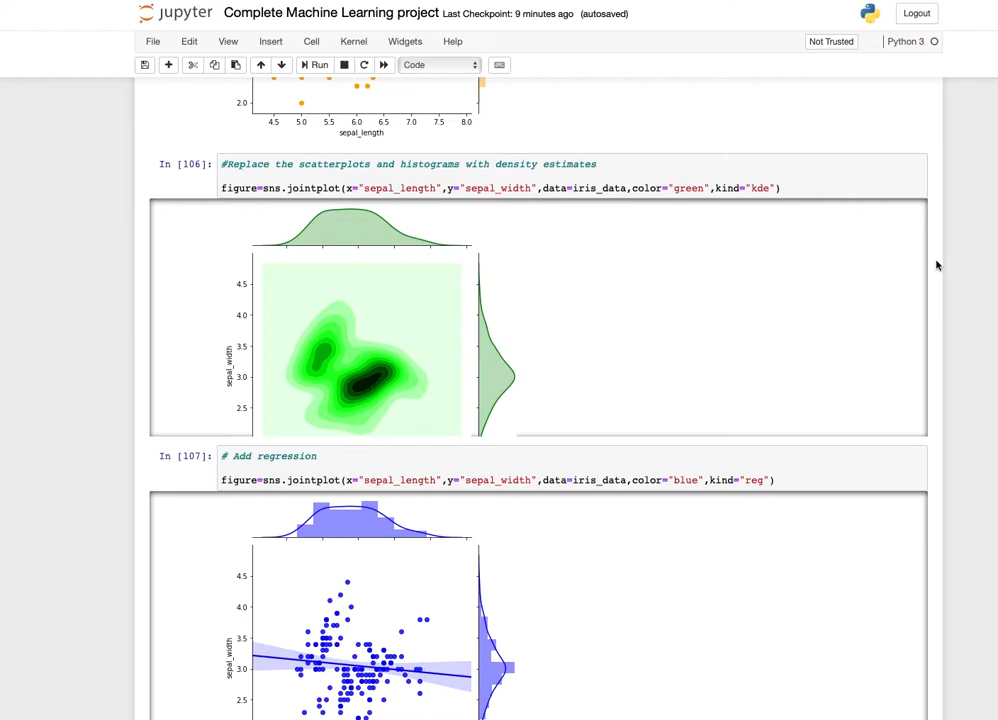 jupyter Complete Machine Learning project Last Checkpoint: 9 minutes ago (autosaved)
Logout
File Edit View Insert Cell Kernel Widgets Help
Not Trusted
Python 3
Run
Code
2.0
4.5 5.0 5.5 6.0 6.5 7.0 7.5 8.0
sepal_length
In [106]: #Replace the scatterplots and histograms with density estimates
figure=sns.jointplot(x="sepal_length",y="sepal_width",data=iris_data,color="green",kind="kde")
4.5
4.0
3.5
3.0
2.5
sepal_width
In [107]: # Add regression
figure=sns.jointplot(x="sepal_length",y="sepal_width",data=iris_data,color="blue",kind="reg")
4.5
4.0
3.5
3.0
2.5
sepal_width